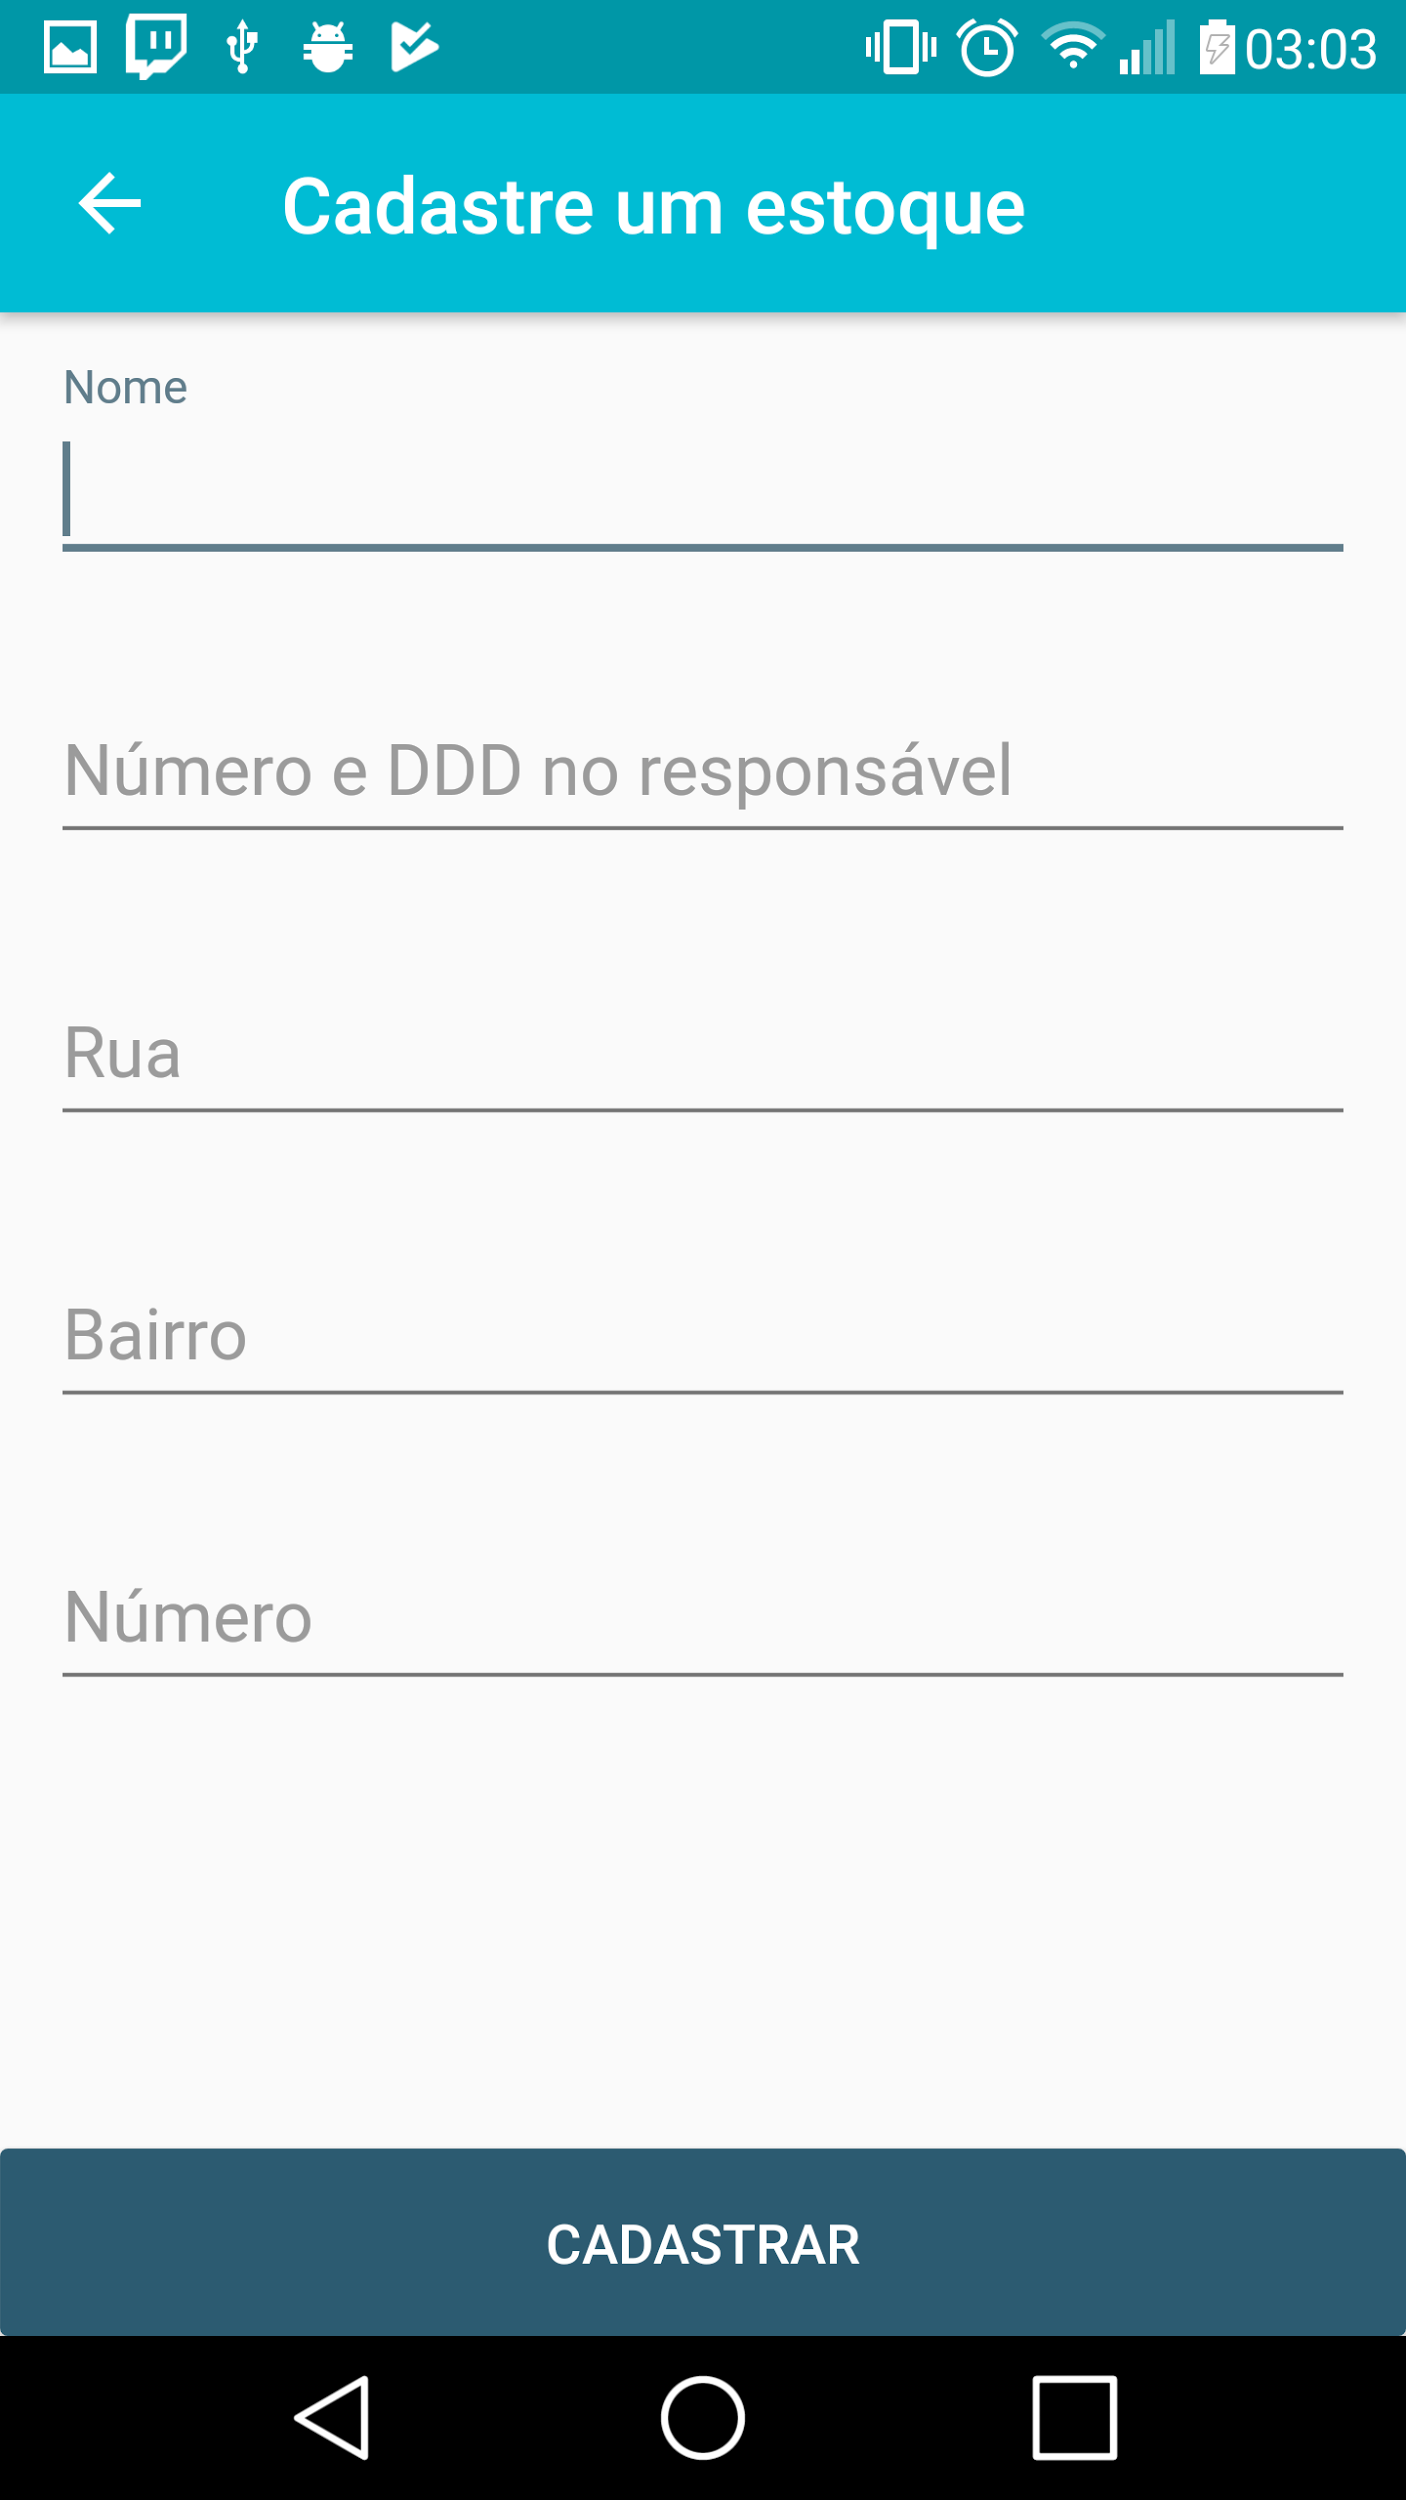 03:03
Cadastre um estoque
Nome
Número e DDD no responsável
Rua
Bairro
Número
CADASTRAR